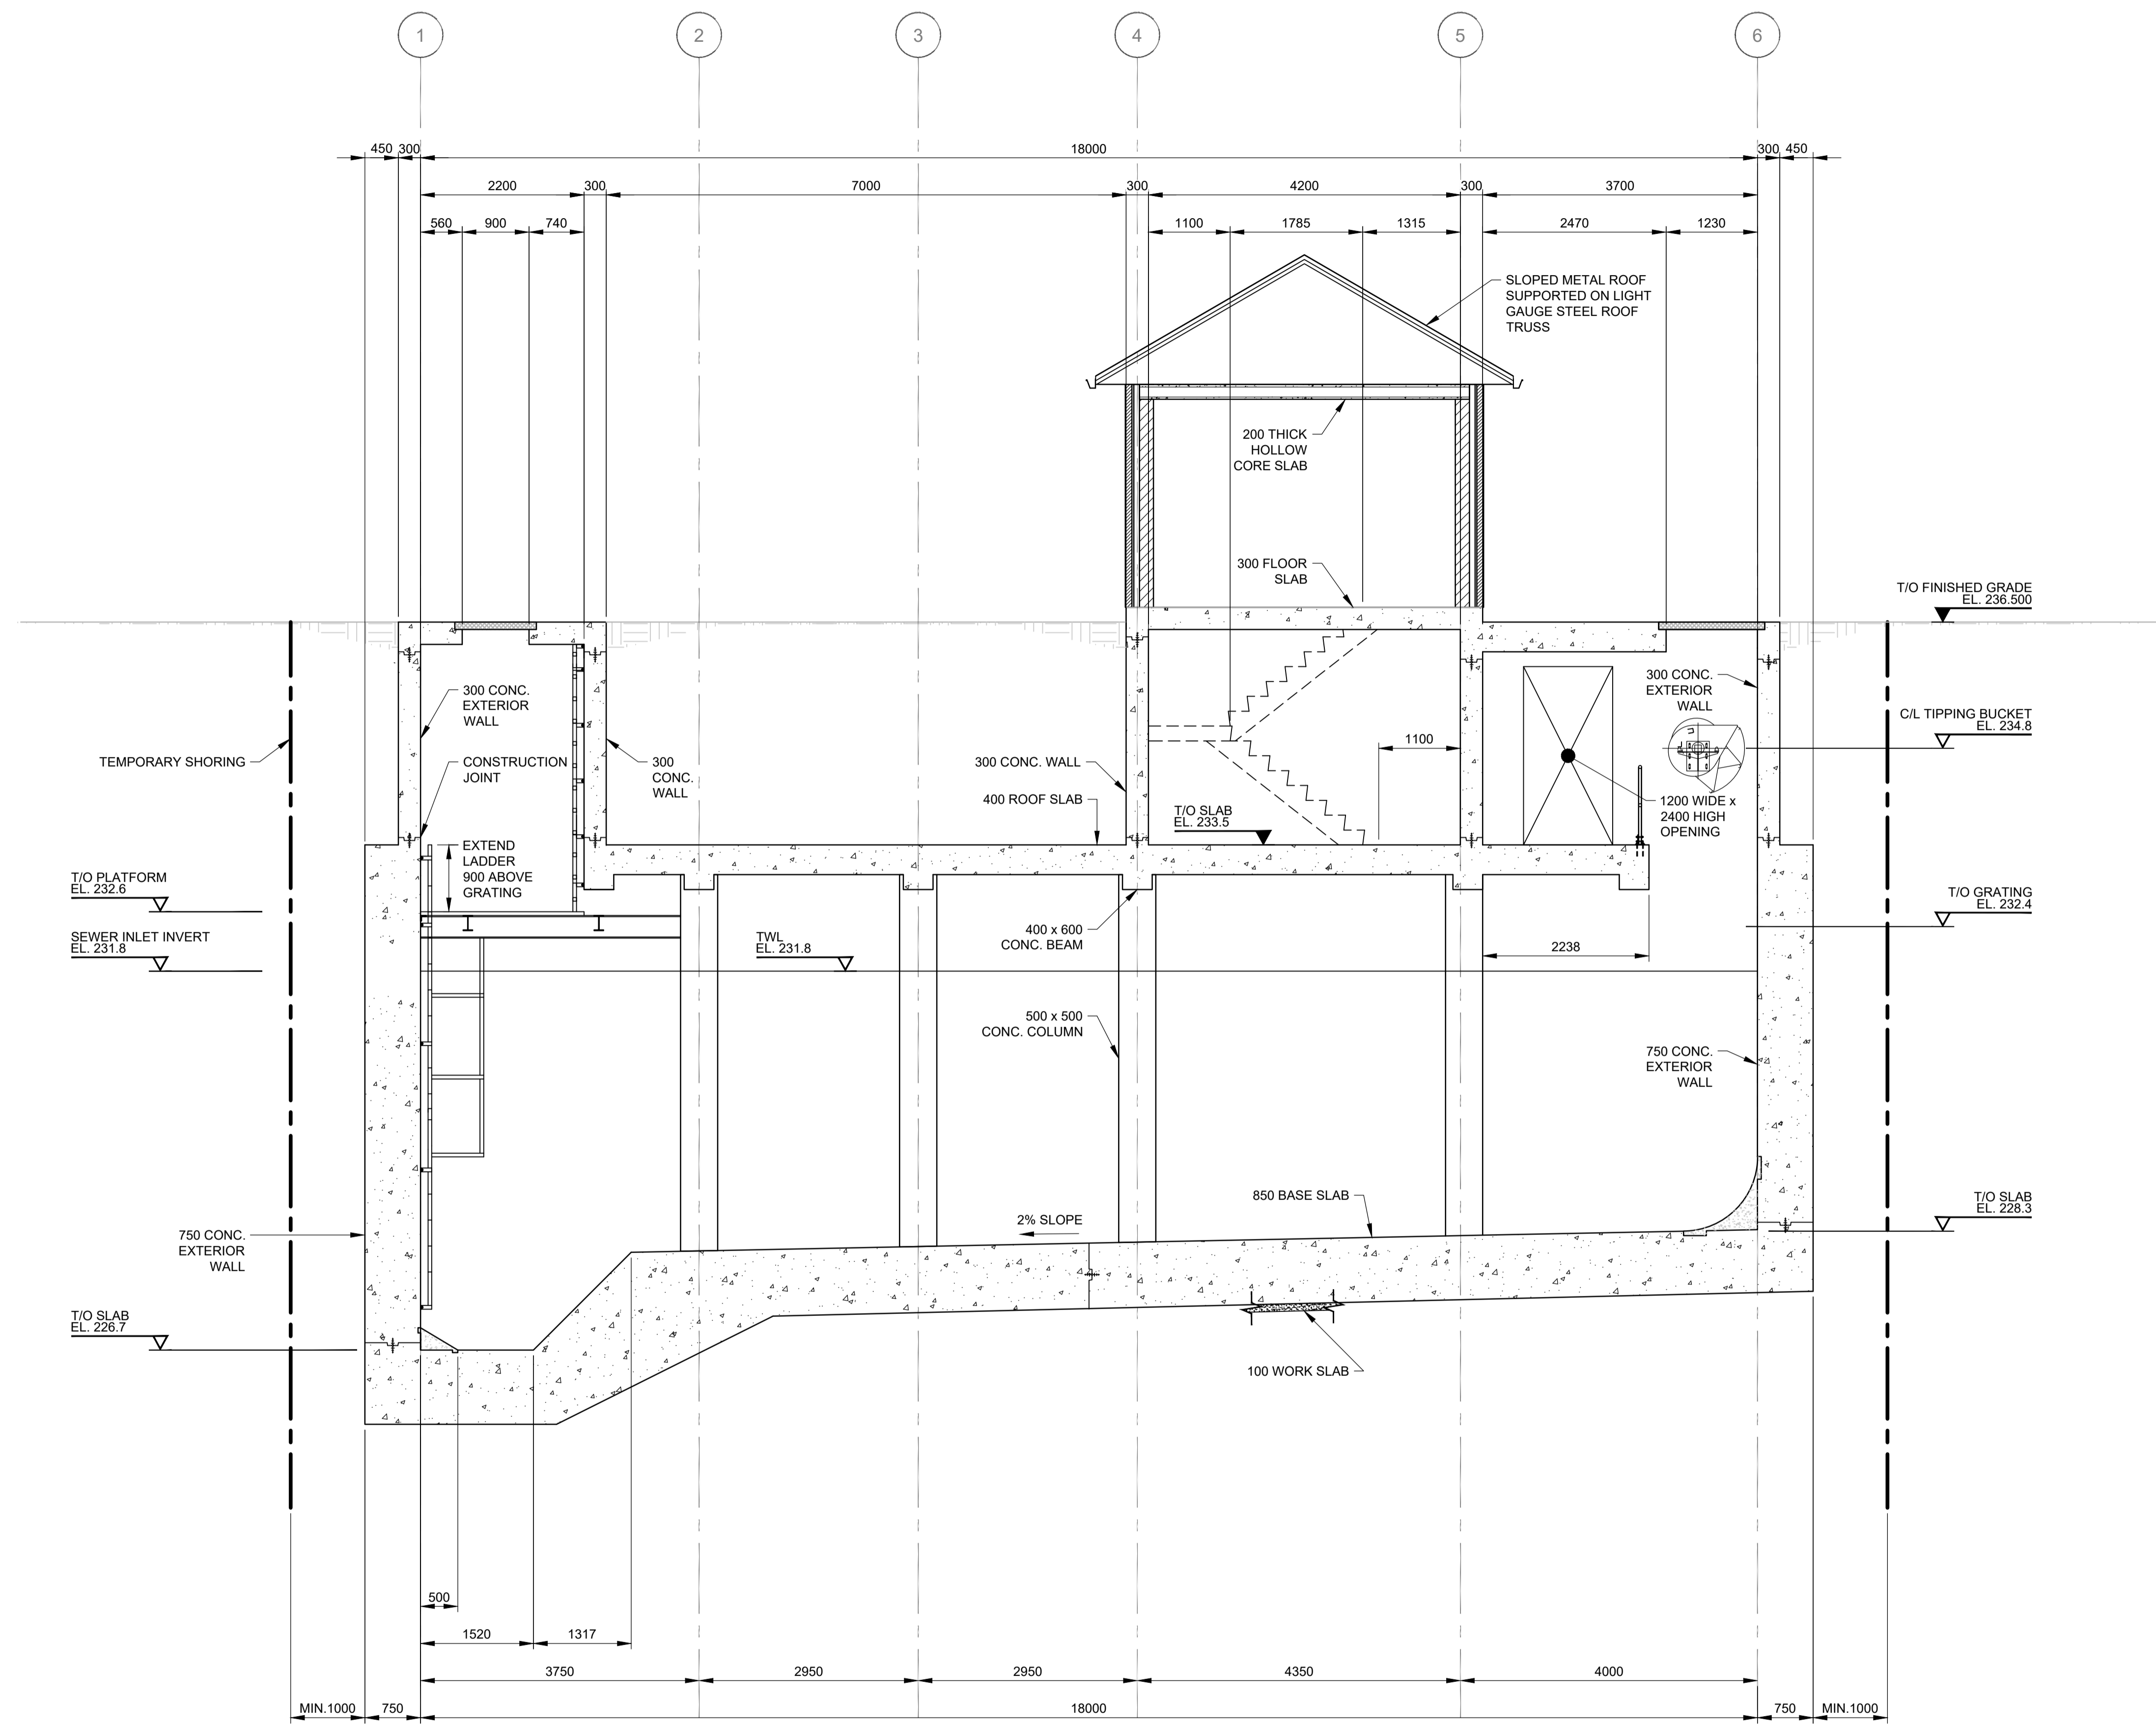 1 2 3 4 5 6
450 300 18000 300 450
2200 300 7000 300 4200 300 3700
560 900 740 1100 1785 1315 2470 1230
SLOPED METAL ROOF
SUPPORTED ON LIGHT
GAUGE STEEL ROOF
TRUSS
200 THICK
HOLLOW
CORE SLAB
300 FLOOR
SLAB
T/O FINISHED GRADE
EL. 236.500
300 CONC.
EXTERIOR
WALL
300 CONC.
EXTERIOR
WALL
C/L TIPPING BUCKET
EL. 234.8
1100
TEMPORARY SHORING
CONSTRUCTION
JOINT
300
CONC.
WALL
300 CONC. WALL
400 ROOF SLAB
T/O SLAB
EL. 233.5
1200 WIDE x
2400 HIGH
OPENING
EXTEND
LADDER
900 ABOVE
GRATING
T/O PLATFORM
EL. 232.6
T/O GRATING
EL. 232.4
SEWER INLET INVERT
EL. 231.8
TWL
EL. 231.8
400 x 600
CONC. BEAM
2238
500 x 500
CONC. COLUMN
750 CONC.
EXTERIOR
WALL
850 BASE SLAB
T/O SLAB
EL. 228.3
2% SLOPE
750 CONC.
EXTERIOR
WALL
T/O SLAB
EL. 226.7
100 WORK SLAB
500
1520 1317
3750 2950 2950 4350 4000
MIN.1000 750 18000 750 MIN.1000